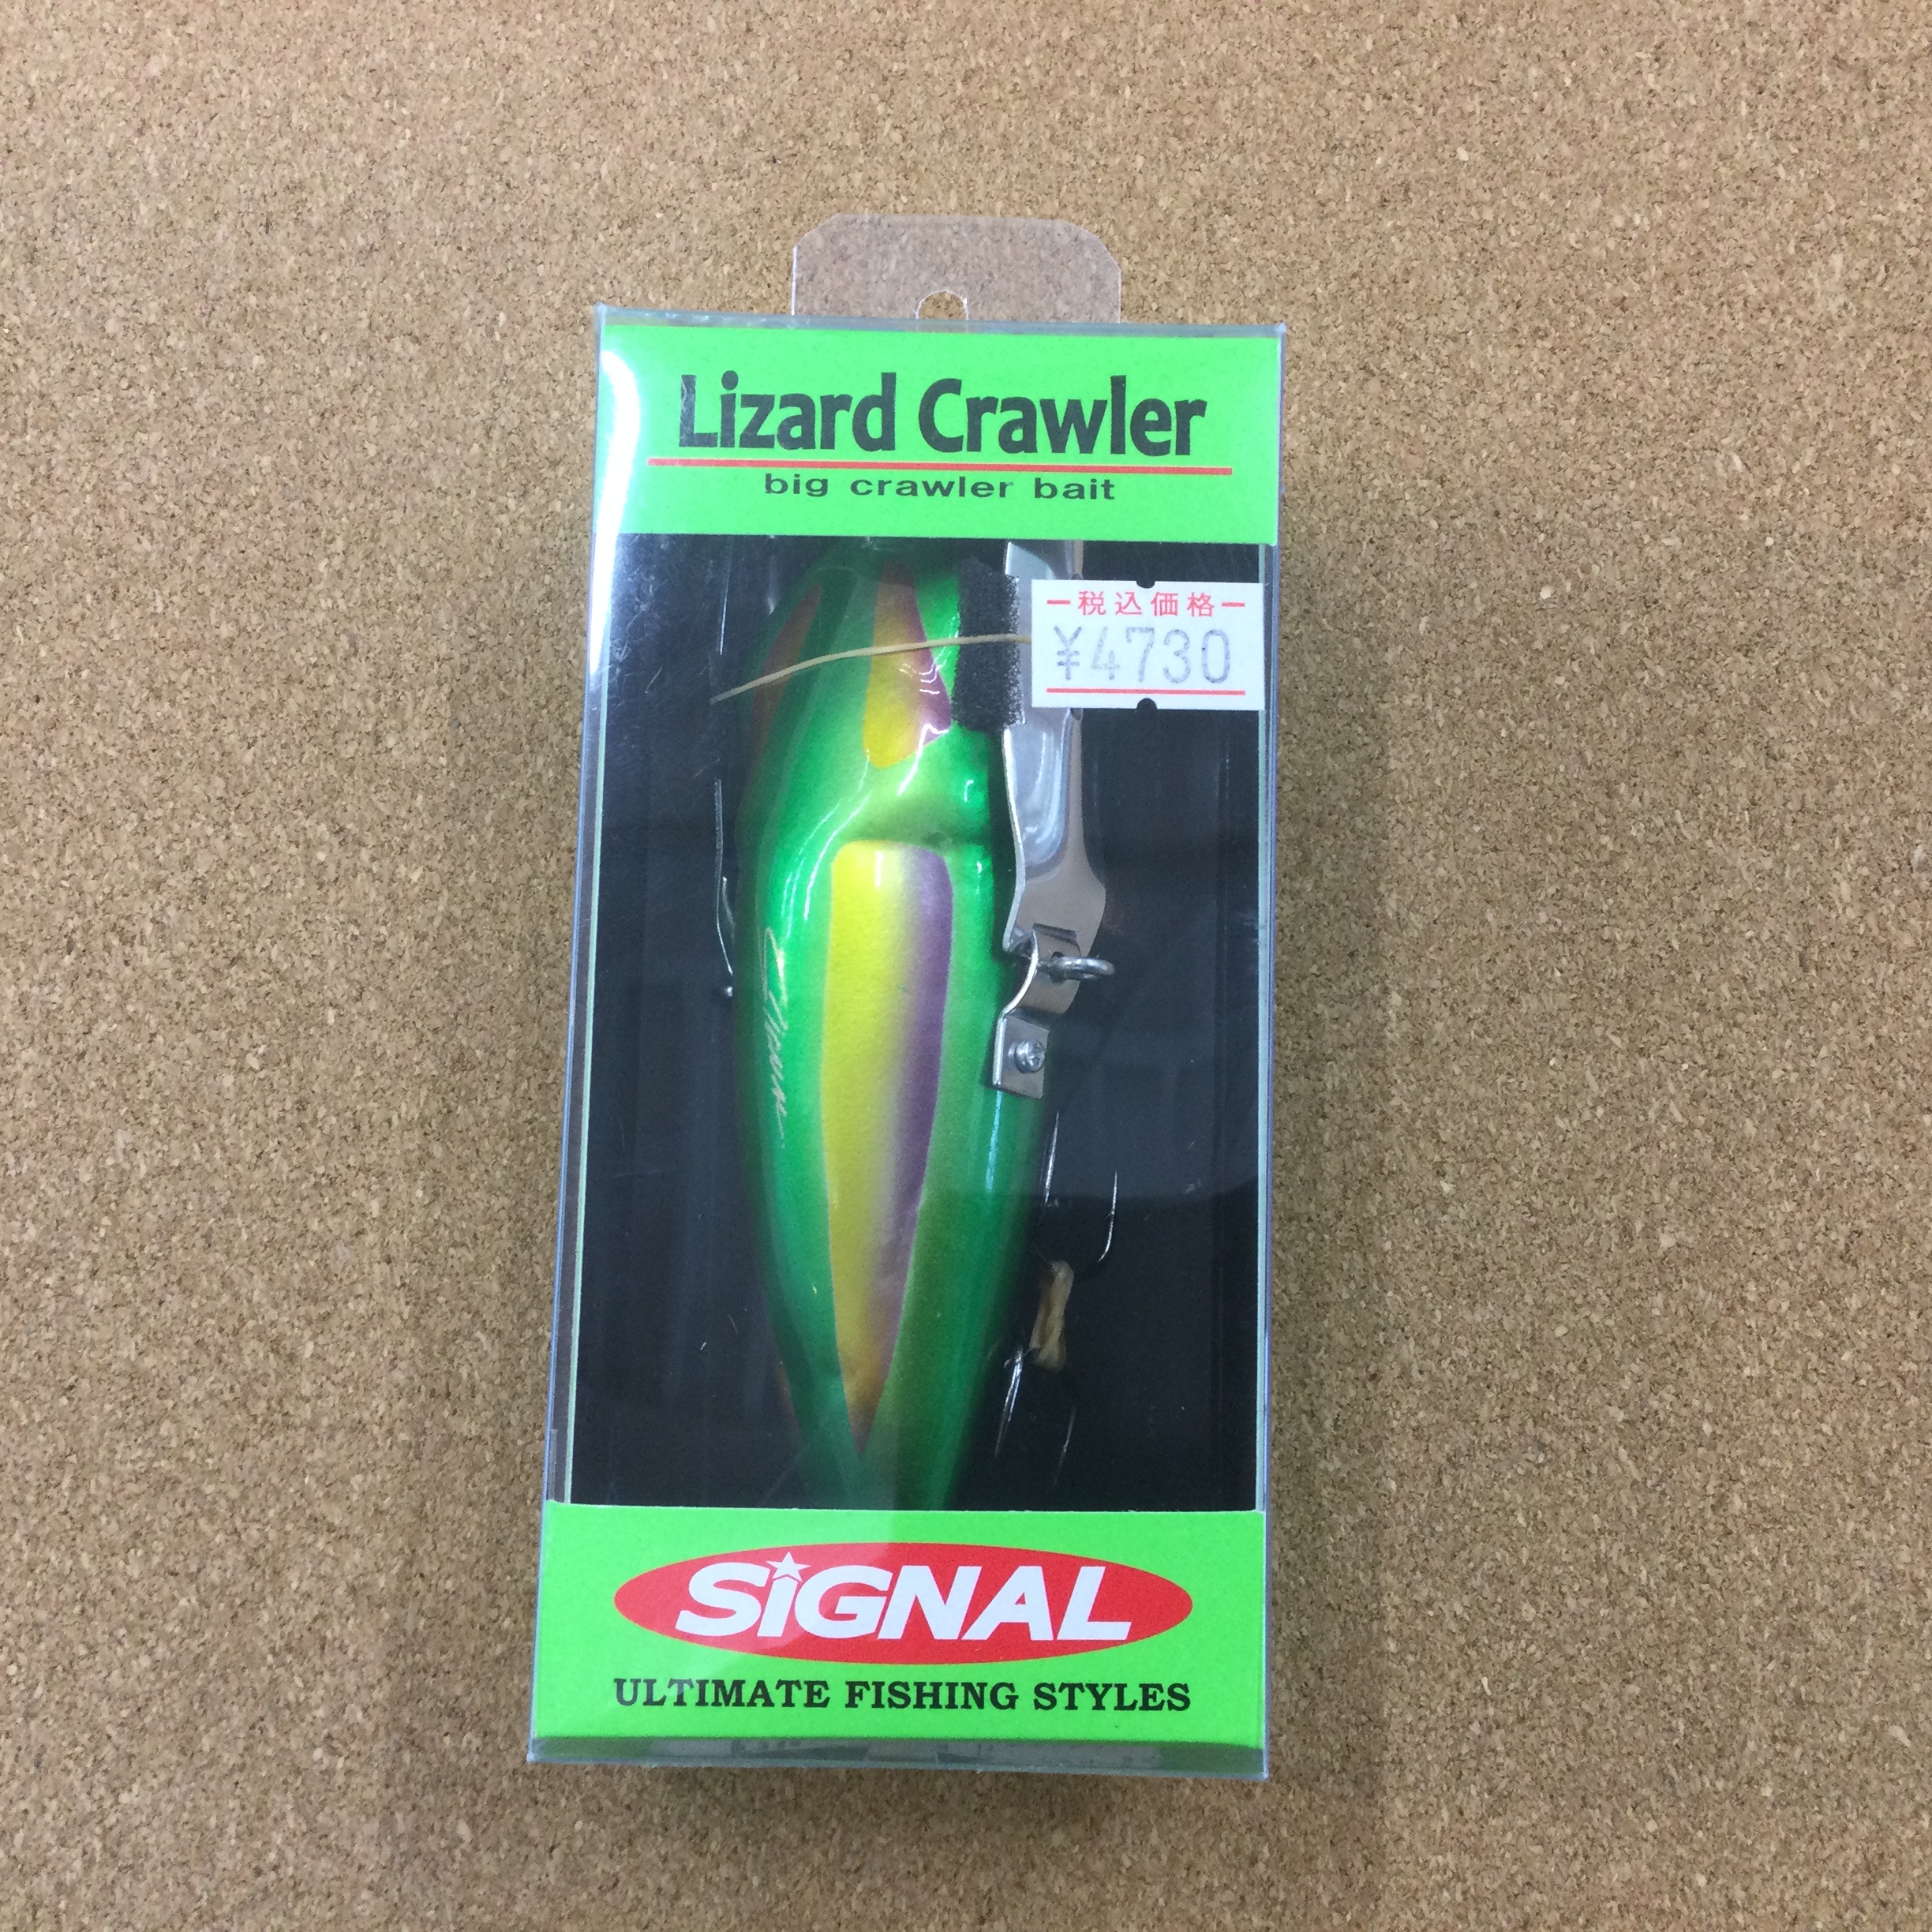 Lizard Crawler
big crawler bait
税込価格
¥4730
SiGNAL
ULTIMATE FISHING STYLES